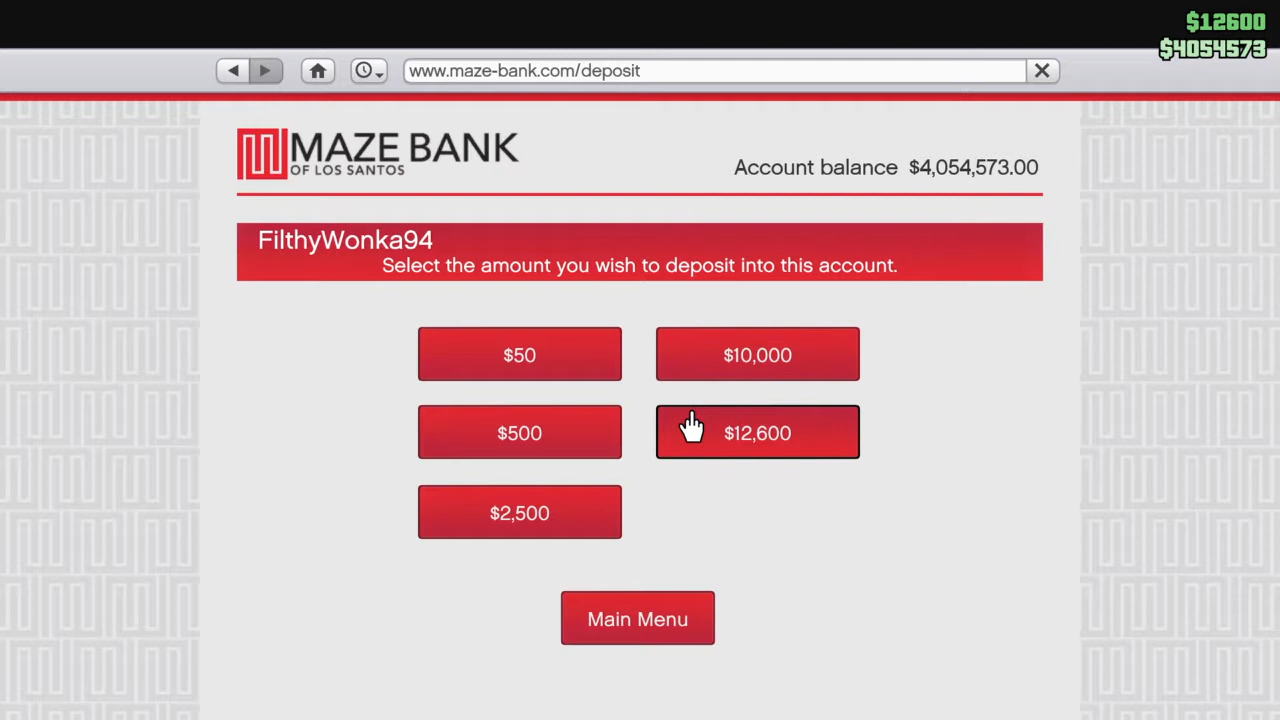 $12600
$4054573
www.maze-bank.com/deposit
MAZE BANK
OF LOS SANTOS
Account balance $4,054,573.00
FilthyWonka94
Select the amount you wish to deposit into this account.
$50
$10,000
$500
$12,600
$2,500
Main Menu